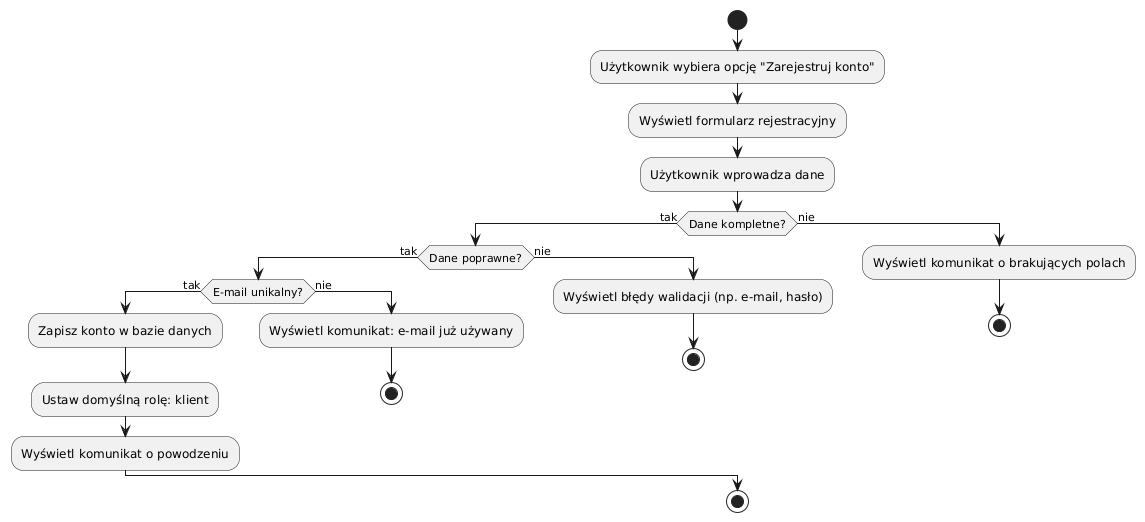 Użytkownik wybiera opcję "Zarejestruj konto"
Wyświetl formularz rejestracyjny
Użytkownik wprowadza dane
tak
Dane kompletne?
nie
tak
Dane poprawne?
nie
Wyświetl komunikat o brakujących polach
tak
E-mail unikalny?
nie
Wyświetl błędy walidacji (np. e-mail, hasło)
Zapisz konto w bazie danych
Wyświetl komunikat: e-mail już używany
Ustaw domyślną rolę: klient
Wyświetl komunikat o powodzeniu